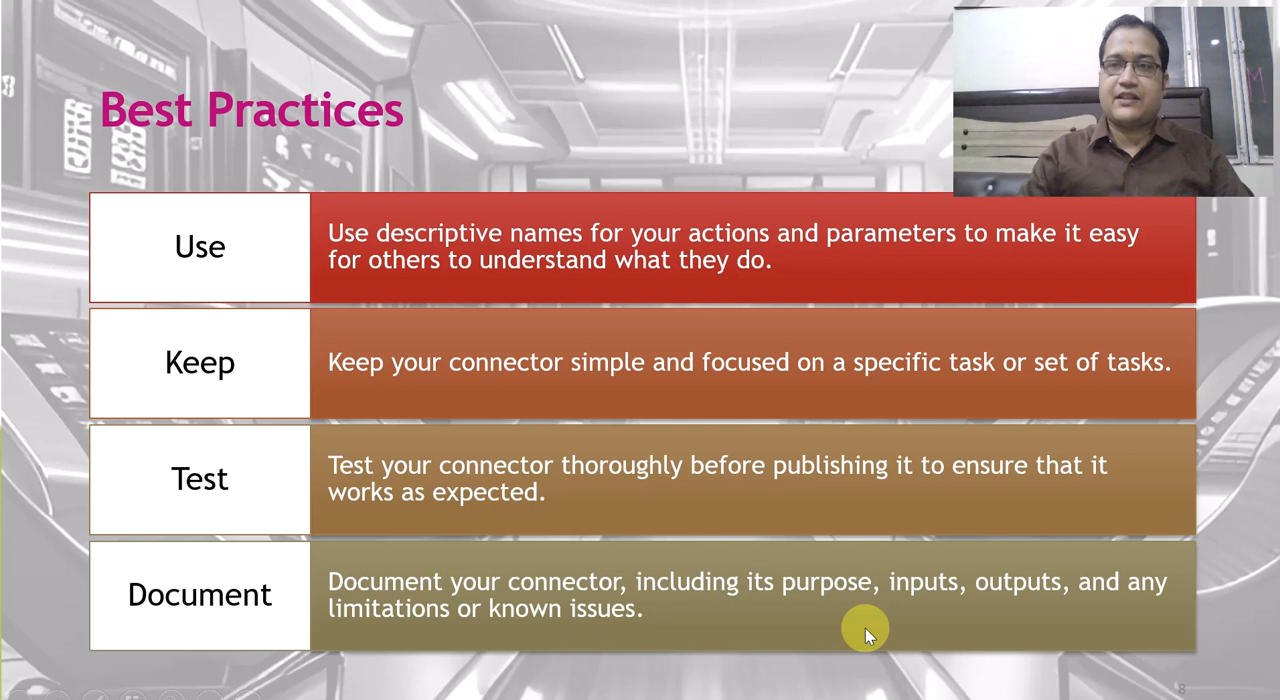 Best Practices
Use
Use descriptive names for your actions and parameters to make it easy
for others to understand what they do.
Keep
Keep your connector simple and focused on a specific task or set of tasks.
Test
Test your connector thoroughly before publishing it to ensure that it
works as expected.
Document
Document your connector, including its purpose, inputs, outputs, and any
limitations or known issues.
8